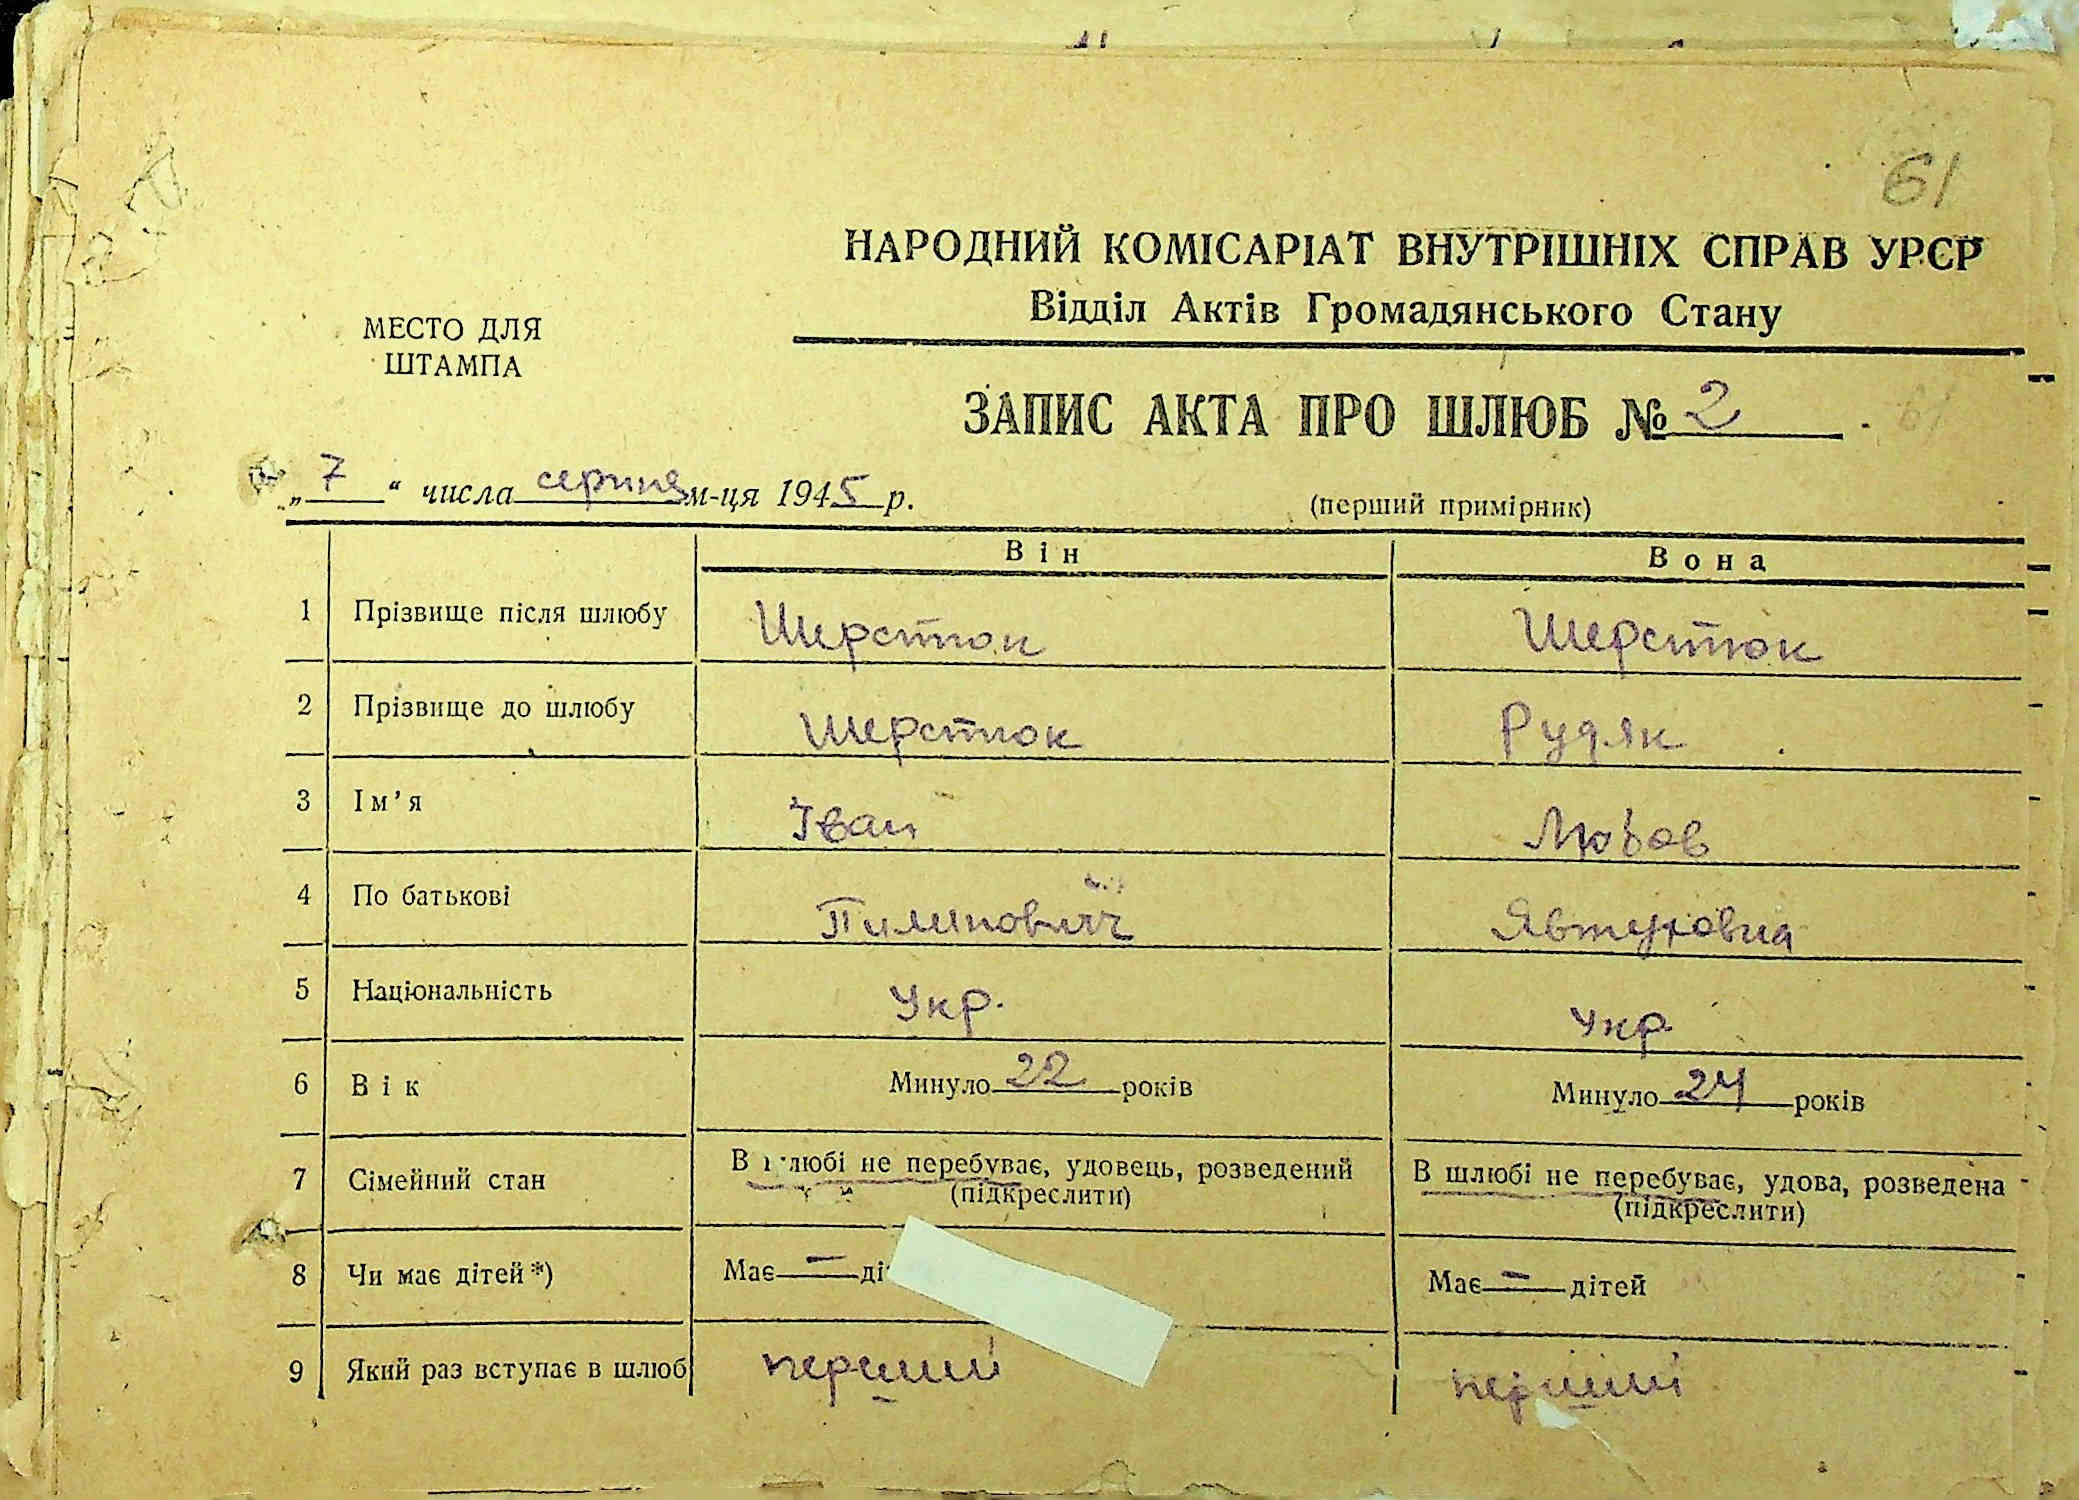 61
НАРОДНИЙ КОМІСАРІАТ ВНУТРІШНІХ СПРАВ УРСР
Відділ Актів Громадянського Стану
МЕСТО ДЛЯ
ШТАМПА
ЗАПИС АКТА ПРО ШЛЮБ № 2
„ 7 “ числа серпня м-ця 1945 р.
(перший примірник)
Він Вона
1 Прізвище після шлюбу Шерстюк Шерстюк
2 Прізвище до шлюбу Шерстюк Рудяк
3 Ім’я Іван Любов
4 По батькові Пилипович Явтуховна
5 Національність Укр. Укр
6 Вік Минуло 22 років Минуло 24 років
7 Сімейний стан В шлюбі не перебуває, удовець, розведений (підкреслити) В шлюбі не перебуває, удова, розведена (підкреслити)
8 Чи має дітей*) Має — ді Має — дітей
9 Який раз вступає в шлюб перший перший